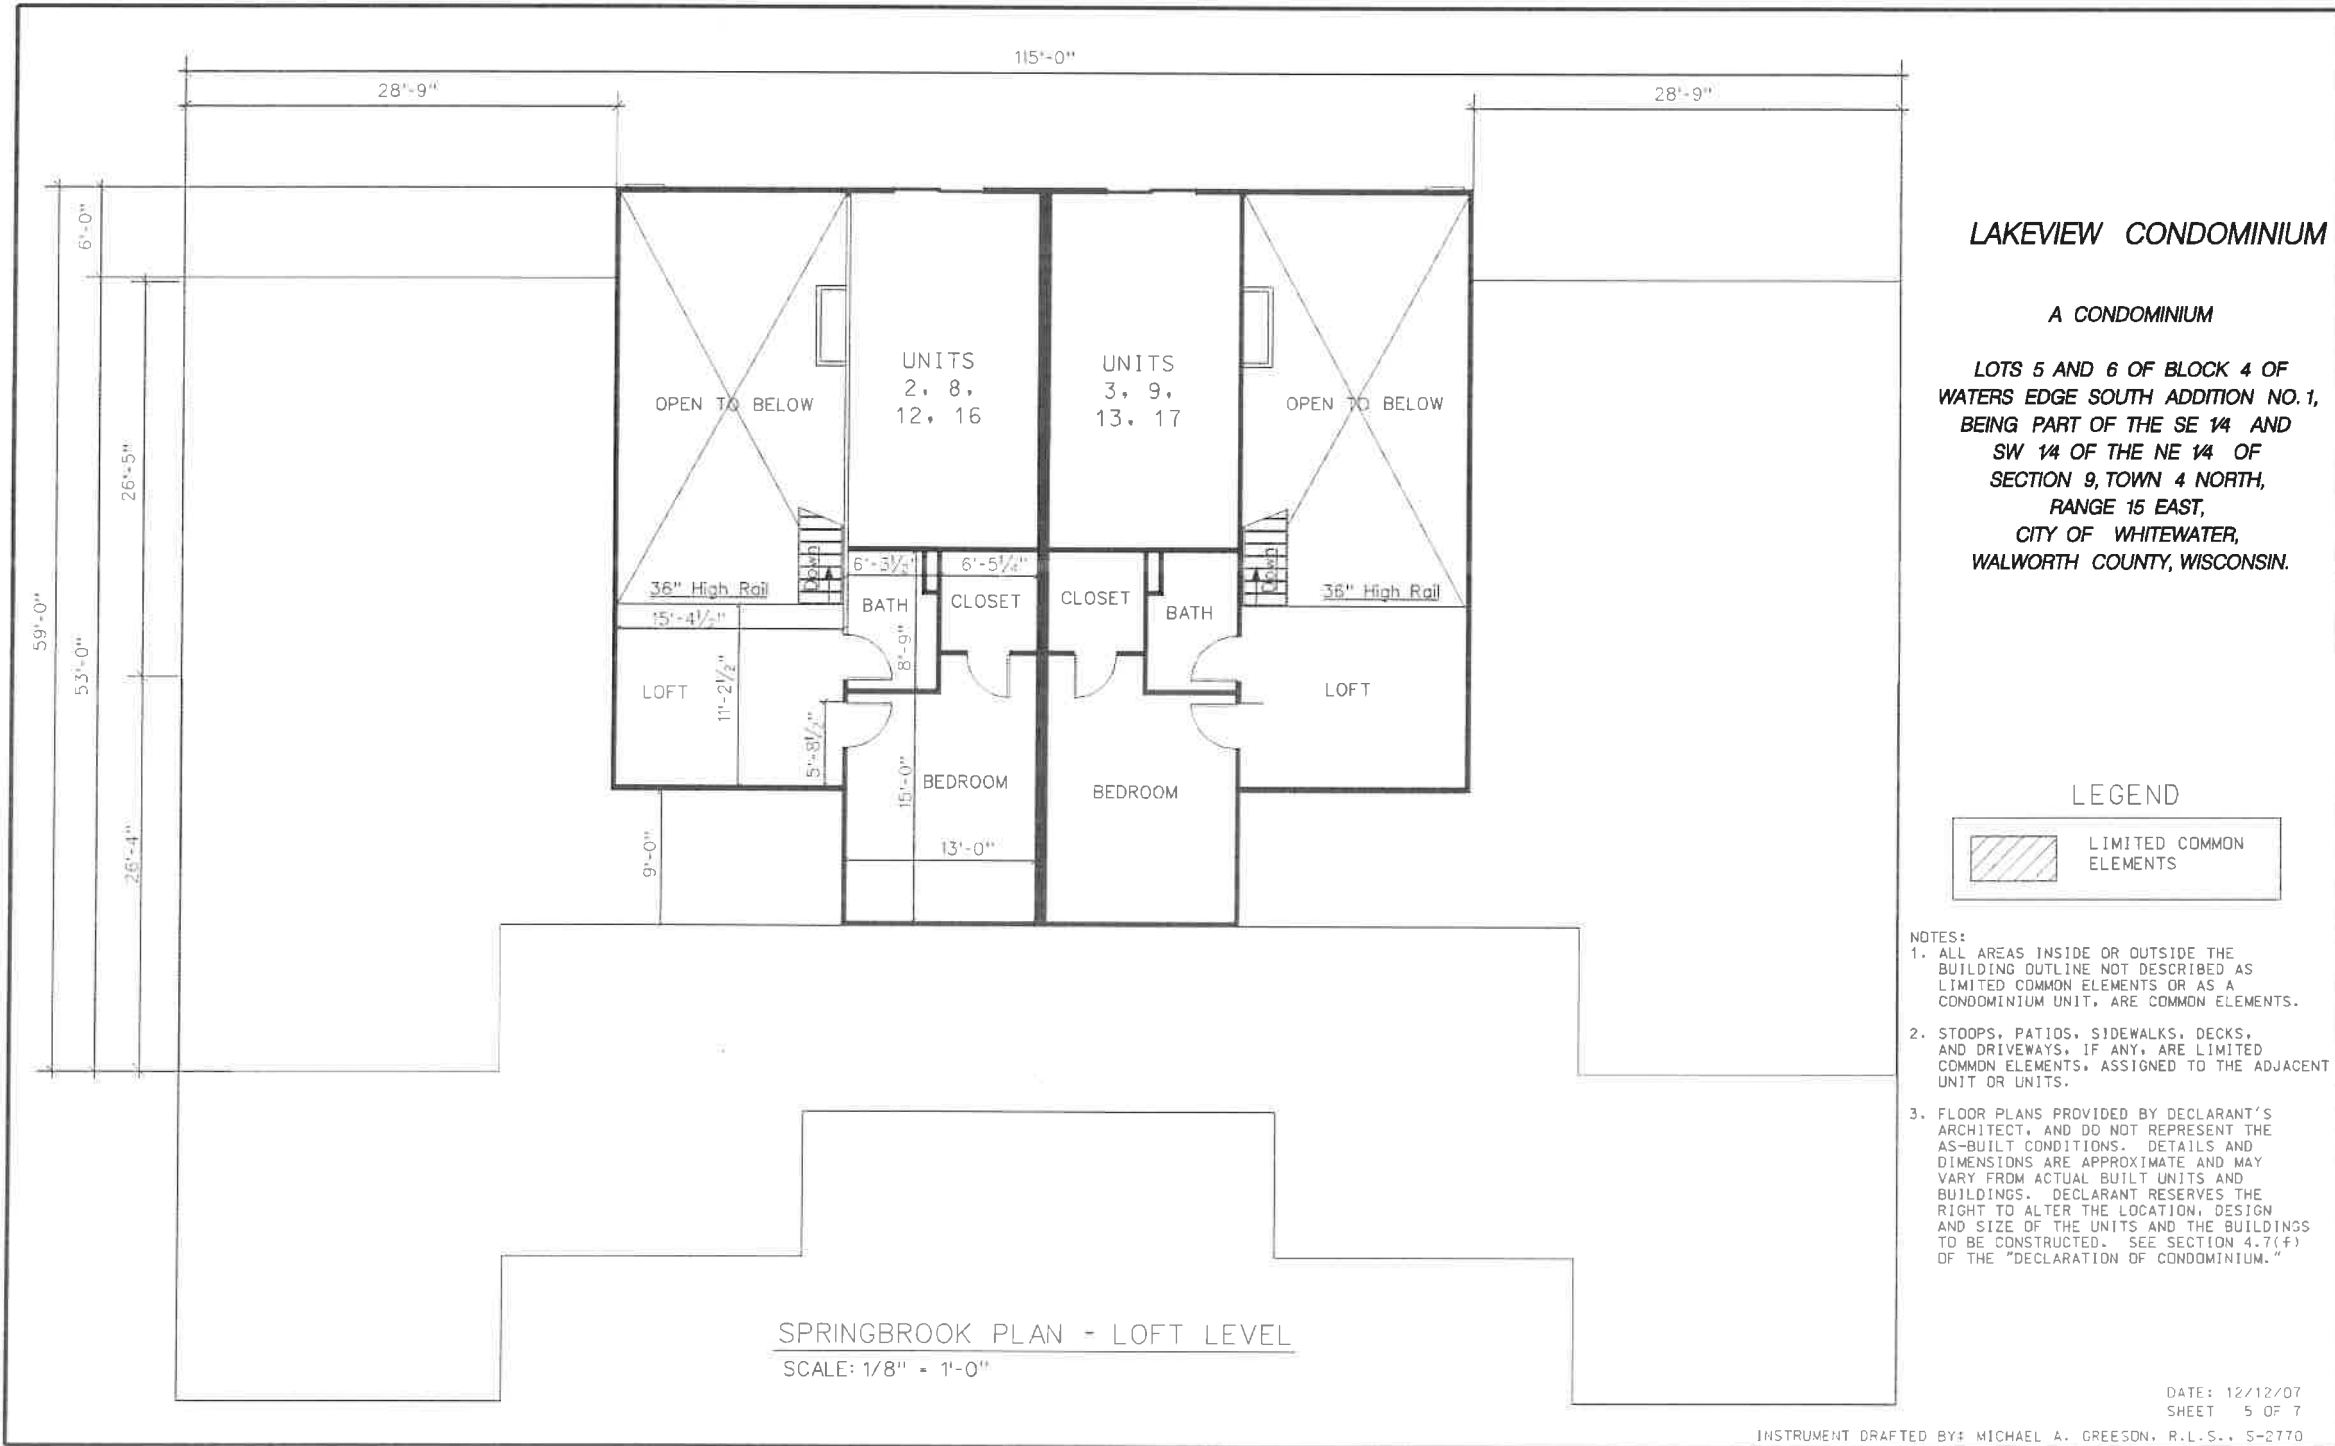 115'-0"
28'-9"
28'-9"
6'-0"
26'-5"
59'-0"
53'-0"
26'-4"
UNITS
2, 8,
12, 16
UNITS
3, 9,
13, 17
OPEN TO BELOW
OPEN TO BELOW
Down
Down
6'-3½"
6'-5¼"
36" High Rail
36" High Rail
15'-4½"
BATH
CLOSET
CLOSET
BATH
8'-9"
LOFT
11'-2½"
LOFT
5'-8½"
15'-0"
BEDROOM
BEDROOM
13'-0"
9'-0"
SPRINGBROOK PLAN - LOFT LEVEL
SCALE: 1/8" = 1'-0"
LAKEVIEW CONDOMINIUM
A CONDOMINIUM
LOTS 5 AND 6 OF BLOCK 4 OF
WATERS EDGE SOUTH ADDITION NO. 1,
BEING PART OF THE SE 1/4 AND
SW 1/4 OF THE NE 1/4 OF
SECTION 9, TOWN 4 NORTH,
RANGE 15 EAST,
CITY OF WHITEWATER,
WALWORTH COUNTY, WISCONSIN.
LEGEND
LIMITED COMMON
ELEMENTS
NOTES:
1. ALL AREAS INSIDE OR OUTSIDE THE
BUILDING OUTLINE NOT DESCRIBED AS
LIMITED COMMON ELEMENTS OR AS A
CONDOMINIUM UNIT, ARE COMMON ELEMENTS.
2. STOOPS, PATIOS, SIDEWALKS, DECKS,
AND DRIVEWAYS, IF ANY, ARE LIMITED
COMMON ELEMENTS, ASSIGNED TO THE ADJACENT
UNIT OR UNITS.
3. FLOOR PLANS PROVIDED BY DECLARANT'S
ARCHITECT, AND DO NOT REPRESENT THE
AS-BUILT CONDITIONS. DETAILS AND
DIMENSIONS ARE APPROXIMATE AND MAY
VARY FROM ACTUAL BUILT UNITS AND
BUILDINGS. DECLARANT RESERVES THE
RIGHT TO ALTER THE LOCATION, DESIGN
AND SIZE OF THE UNITS AND THE BUILDINGS
TO BE CONSTRUCTED. SEE SECTION 4.7(f)
OF THE "DECLARATION OF CONDOMINIUM."
DATE: 12/12/07
SHEET 5 OF 7
INSTRUMENT DRAFTED BY: MICHAEL A. GREESON, R.L.S., S-2770